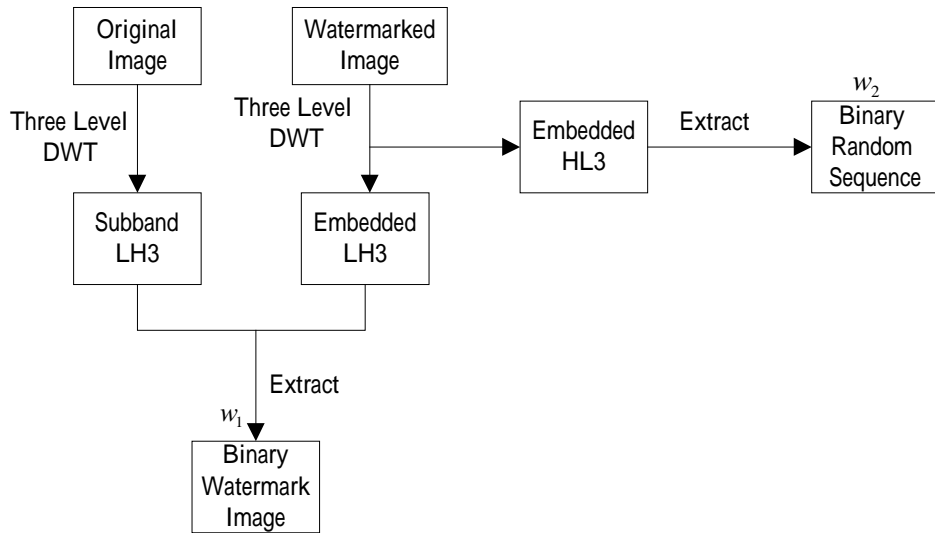 Original
Image
Watermarked
Image
Three Level
DWT
Three Level
DWT
Embedded
HL3
Extract
w₂
Binary
Random
Sequence
Subband
LH3
Embedded
LH3
Extract
w₁
Binary
Watermark
Image